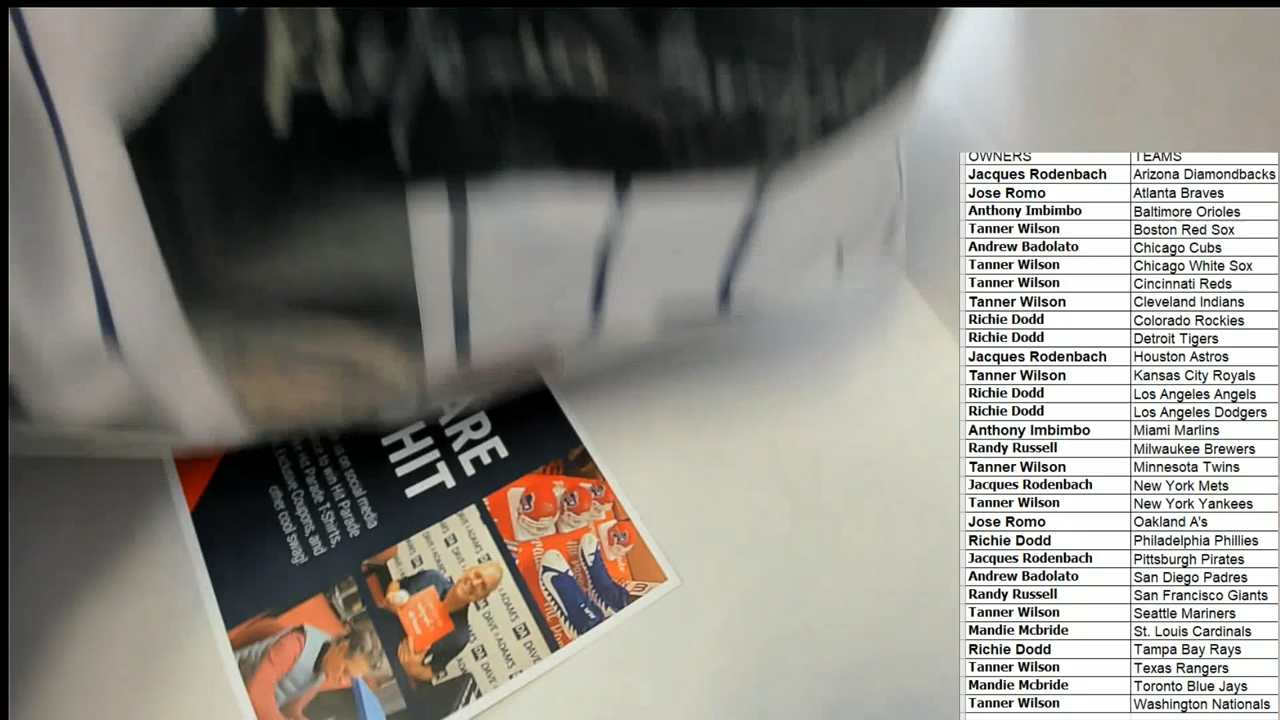 OWNERS TEAMS
Jacques Rodenbach Arizona Diamondbacks
Jose Romo Atlanta Braves
Anthony Imbimbo Baltimore Orioles
Tanner Wilson Boston Red Sox
Andrew Badolato Chicago Cubs
Tanner Wilson Chicago White Sox
Tanner Wilson Cincinnati Reds
Tanner Wilson Cleveland Indians
Richie Dodd Colorado Rockies
Richie Dodd Detroit Tigers
Jacques Rodenbach Houston Astros
Tanner Wilson Kansas City Royals
Richie Dodd Los Angeles Angels
Richie Dodd Los Angeles Dodgers
Anthony Imbimbo Miami Marlins
Randy Russell Milwaukee Brewers
Tanner Wilson Minnesota Twins
Jacques Rodenbach New York Mets
Tanner Wilson New York Yankees
Jose Romo Oakland A's
Richie Dodd Philadelphia Phillies
Jacques Rodenbach Pittsburgh Pirates
Andrew Badolato San Diego Padres
Randy Russell San Francisco Giants
Tanner Wilson Seattle Mariners
Mandie Mcbride St. Louis Cardinals
Richie Dodd Tampa Bay Rays
Tanner Wilson Texas Rangers
Mandie Mcbride Toronto Blue Jays
Tanner Wilson Washington Nationals
ARE
HIT
on social media
win Hit Parade
Hit Parade T-Shirts,
Exclusive Coupons, and
other cool swag!
DAVE & ADAM'S